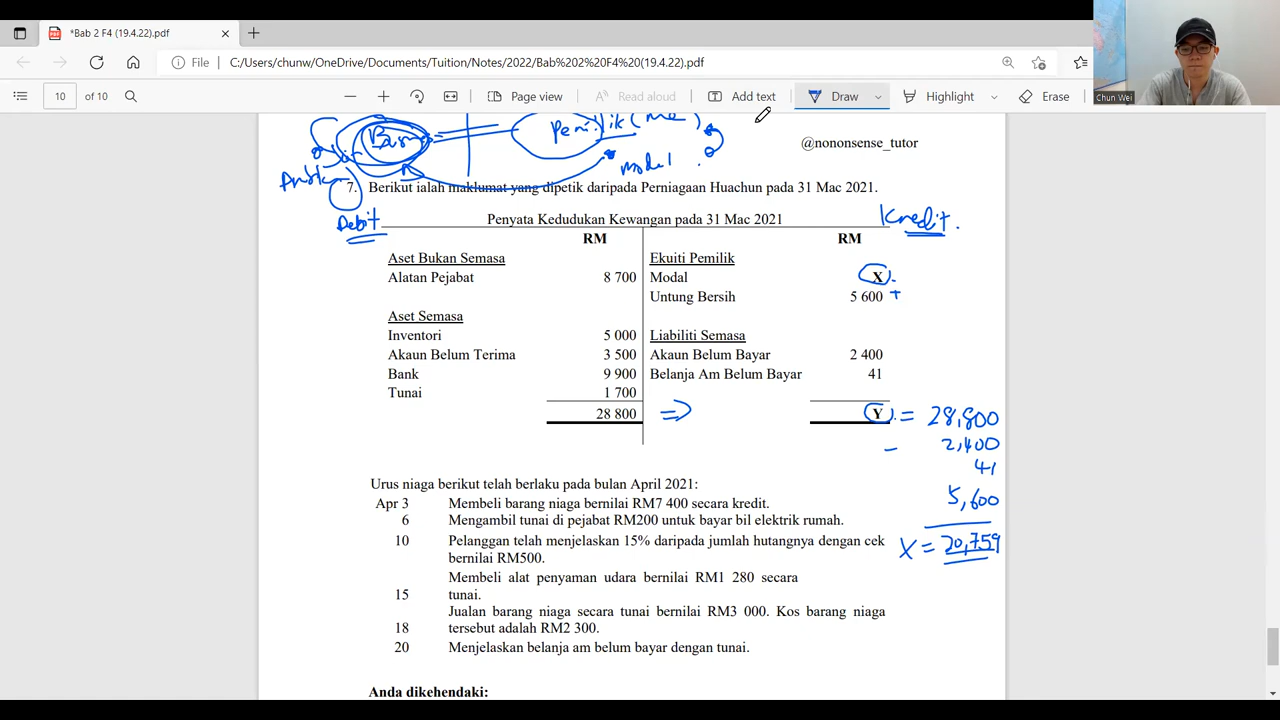 *Bab 2 F4 (19.4.22).pdf
File C:/Users/chunw/OneDrive/Documents/Tuition/Notes/2022/Bab%202%20F4%20(19.4.22).pdf
10 of 10 Page view Read aloud Add text Draw Highlight Erase
Chun Wei
Pemilik (me)
Modal
@nononsense_tutor
7. Berikut ialah maklumat yang dipetik daripada Perniagaan Huachun pada 31 Mac 2021.
Debit Kredit.
Penyata Kedudukan Kewangan pada 31 Mac 2021
RM RM
Aset Bukan Semasa Ekuiti Pemilik
Alatan Pejabat 8 700 Modal X
Untung Bersih 5 600 +
Aset Semasa
Inventori 5 000 Liabiliti Semasa
Akaun Belum Terima 3 500 Akaun Belum Bayar 2 400
Bank 9 900 Belanja Am Belum Bayar 41
Tunai 1 700
28 800 => Y = 28,800
- 2,400
41
5,600
X = 20,759
Urus niaga berikut telah berlaku pada bulan April 2021:
Apr 3 Membeli barang niaga bernilai RM7 400 secara kredit.
6 Mengambil tunai di pejabat RM200 untuk bayar bil elektrik rumah.
10 Pelanggan telah menjelaskan 15% daripada jumlah hutangnya dengan cek
bernilai RM500.
Membeli alat penyaman udara bernilai RM1 280 secara
15 tunai.
Jualan barang niaga secara tunai bernilai RM3 000. Kos barang niaga
18 tersebut adalah RM2 300.
20 Menjelaskan belanja am belum bayar dengan tunai.
Anda dikehendaki: